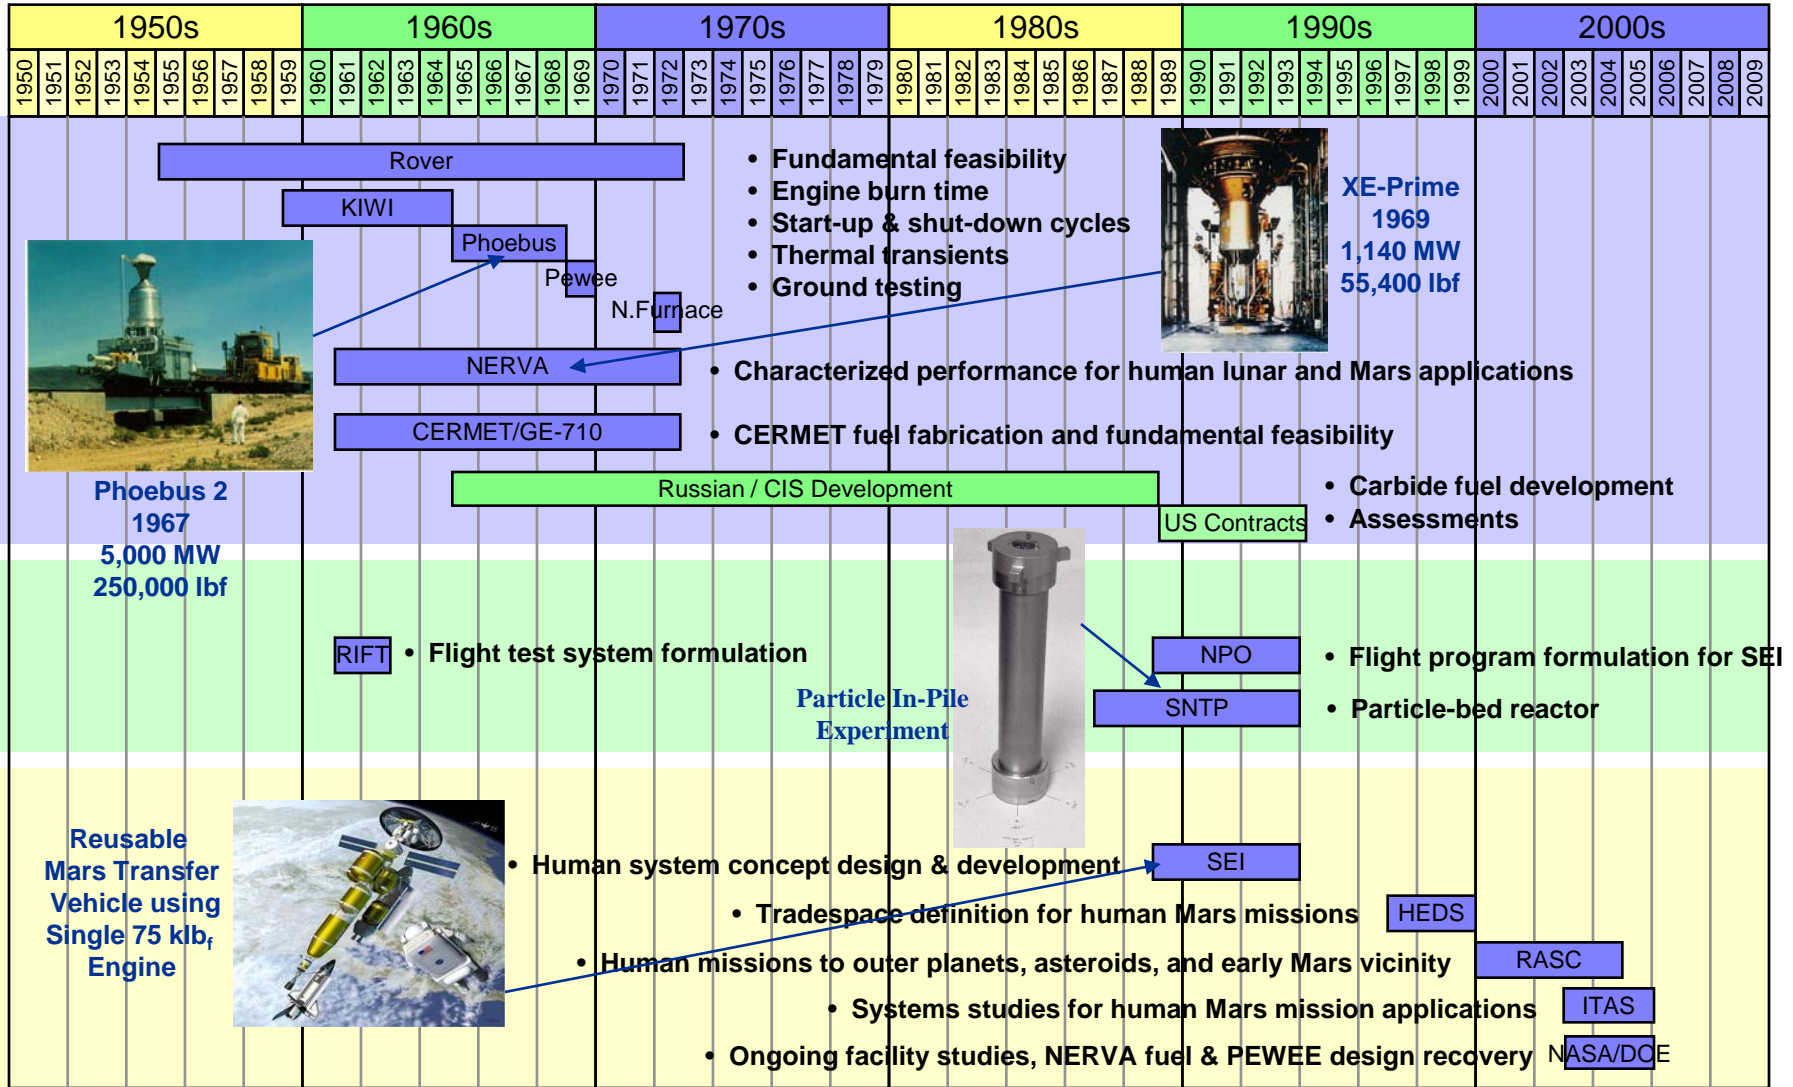 1950s 1960s 1970s 1980s 1990s 2000s
1950 1951 1952 1953 1954 1955 1956 1957 1958 1959 1960 1961 1962 1963 1964 1965 1966 1967 1968 1969 1970 1971 1972 1973 1974 1975 1976 1977 1978 1979 1980 1981 1982 1983 1984 1985 1986 1987 1988 1989 1990 1991 1992 1993 1994 1995 1996 1997 1998 1999 2000 2001 2002 2003 2004 2005 2006 2007 2008 2009
Rover
KIWI
Phoebus
Pewee
N.Furnace
• Fundamental feasibility
• Engine burn time
• Start-up & shut-down cycles
• Thermal transients
• Ground testing
XE-Prime
1969
1,140 MW
55,400 lbf
NERVA
• Characterized performance for human lunar and Mars applications
CERMET/GE-710
• CERMET fuel fabrication and fundamental feasibility
Russian / CIS Development
US Contracts
• Carbide fuel development
• Assessments
Phoebus 2
1967
5,000 MW
250,000 lbf
RIFT
• Flight test system formulation
NPO
• Flight program formulation for SEI
Particle In-Pile
Experiment
SNTP
• Particle-bed reactor
Reusable
Mars Transfer
Vehicle using
Single 75 klbf
Engine
• Human system concept design & development
SEI
• Tradespace definition for human Mars missions
HEDS
• Human missions to outer planets, asteroids, and early Mars vicinity
RASC
• Systems studies for human Mars mission applications
ITAS
• Ongoing facility studies, NERVA fuel & PEWEE design recovery
NASA/DOE